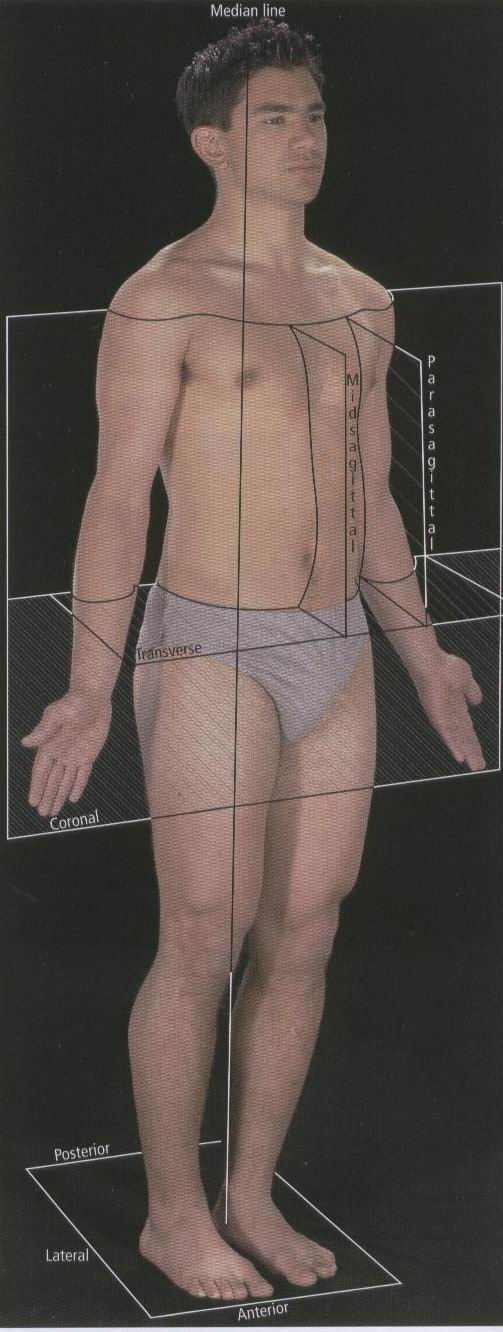 Median line
Parasagittal
Midsagittal
Transverse
Coronal
Posterior
Lateral
Anterior